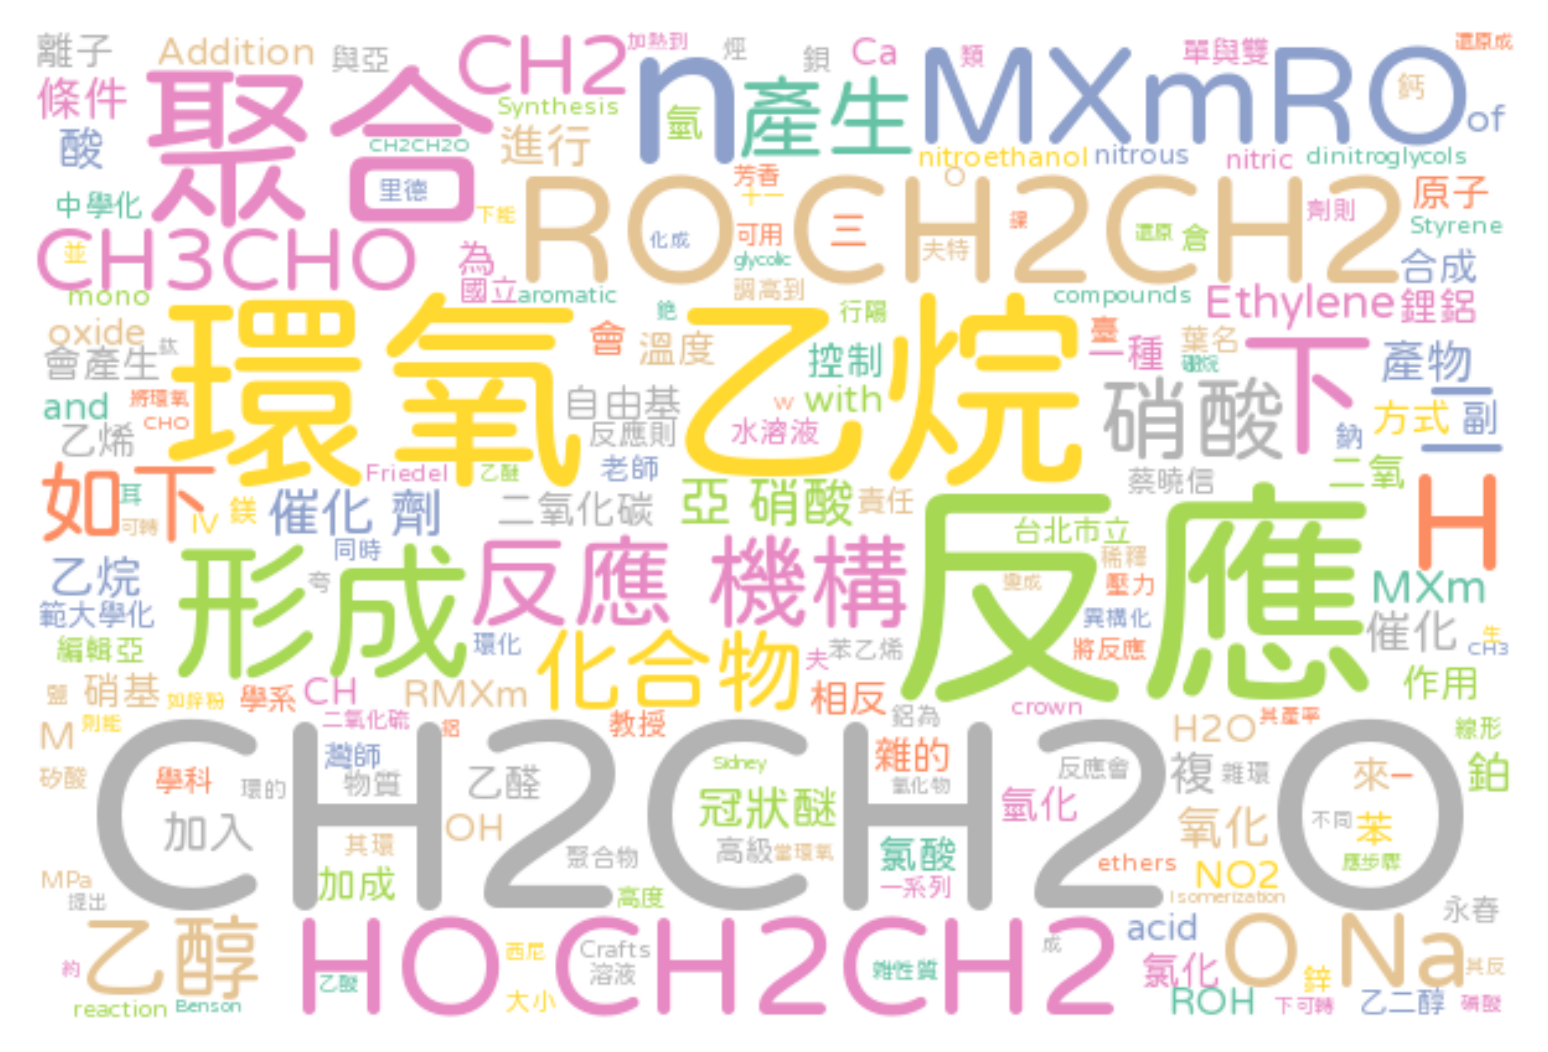 離子 Addition 與亞 CH2 加熱到 烴 鋇 Ca 類 單與雙 還原成
條件 聚合 Synthesis n 氫 產生 MXmRO 鈣 of
酸 CH2CH2O 進行 nitroethanol nitrous nitric dinitroglycols
中學化 里德 下能 RO CH2CH2 芳香 十一 O 原子
CH3CHO 並 為 化成 可用 三 夫特 還原 倉 劑則 Styrene
國立 glycolic 合成
mono aromatic 調高到 compounds Ethylene 鋰鋁
oxide 環氧乙烷 銫 行陽 臺 一種 葉名 下
會產生 鈦 會 溫度 控制 硼烷 產物
and 將環氧 CHO 自由基 w with 硝酸 方式 二 副
乙烯 反應則 水溶液 鈉
如下 耳 Friedel 乙醚 老師 蔡曉信 二氧 H
可轉 IV 鎂 催化 劑 二氧化碳 亞 硝酸 責任 反應 台北市立
乙烷 形成 同時 反應 機構 稀釋
範大學化 夸 變成 壓力 MXm
編輯亞 環化 化合物 夫 苯乙烯 異構化 將反應 催化 生 CH3
鹽 硝基 如鋅粉 學系 CH RMXm 相反 作用
M 則能 二氧化硫 鋁 教授 鋁為 crown H2O 其產率 線形
CH2CH2 O 灣師 Sidney 雜的
矽酸 學科 環的 物質 乙醛 氫化物 反應會 複 雜環 來 一 鉑
加入 OH 冠狀醚 氫化 氧化 不同 苯
其環 聚合物 高級 當環氧 氯酸 ethers 應步驟
MPa 加成 高度 一系列 NO2
提出 Isomerization 永春
乙醇 HO CH2CH2 西尼 Crafts 成 acid O Na
約 乙酸 溶液 雜性質 氯化 鋅 其反
reaction Benson 大小 ROH 下可轉 乙二醇 硝酸